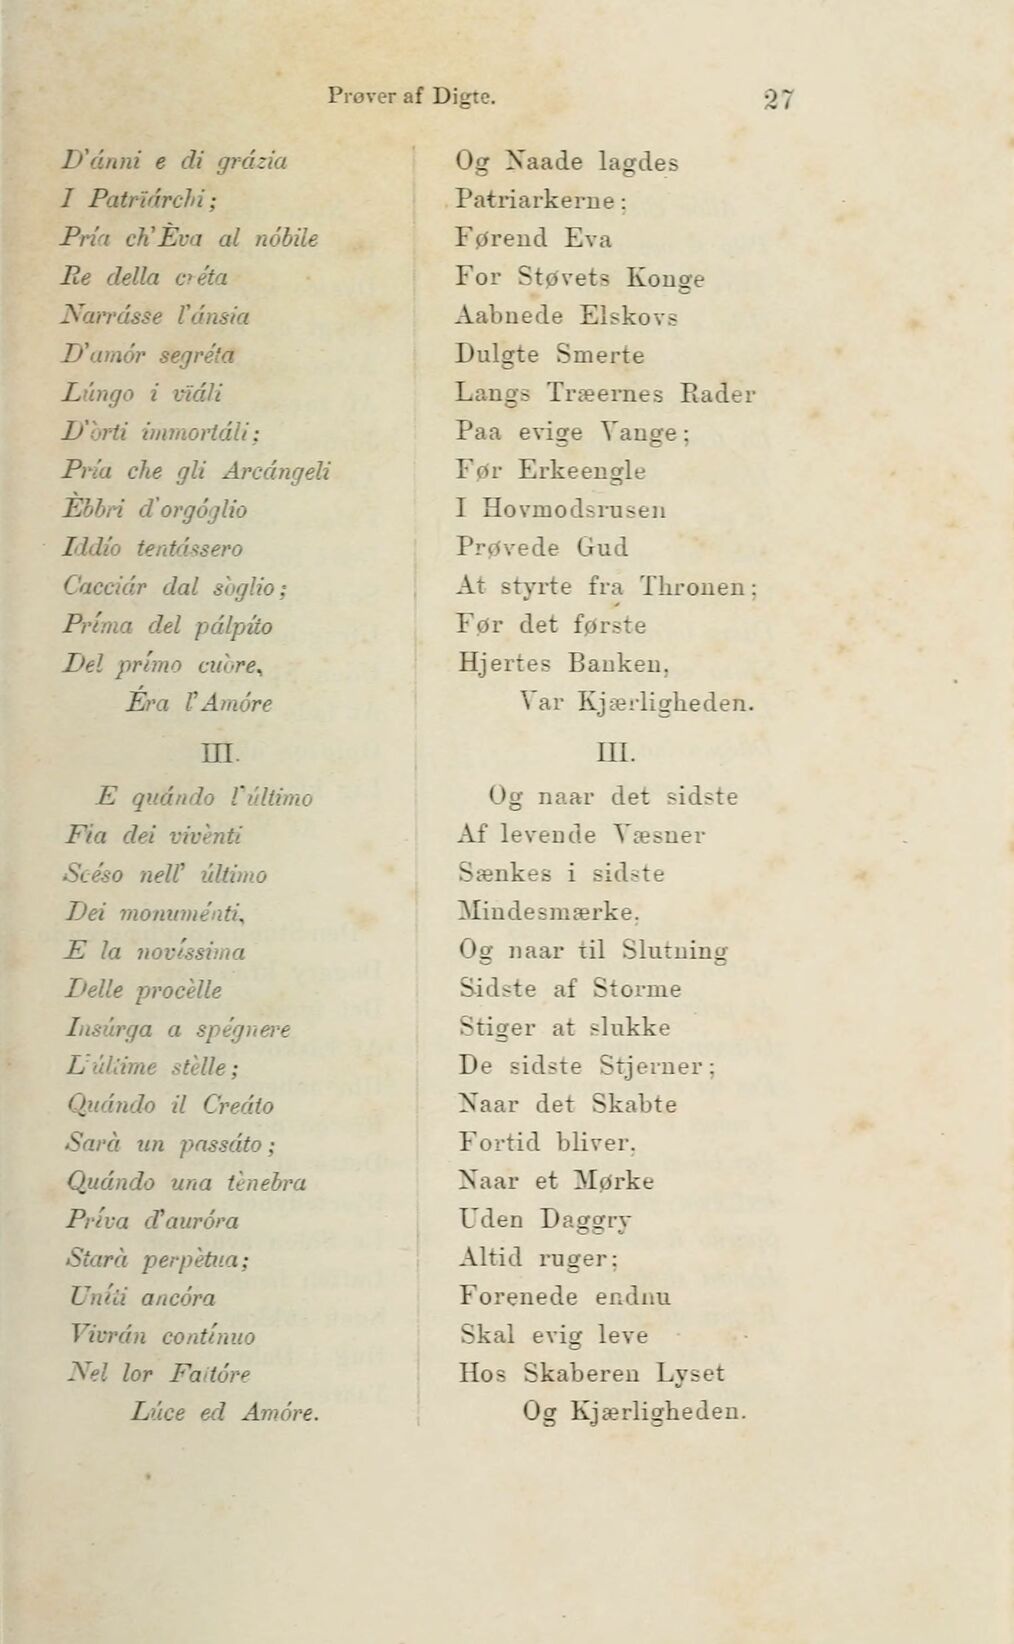 Prøver af Digte.
27
D'ánni e di grázia
I Patrïárchi;
Pría ch'Èva al nóbile
Re della créta
Narrásse l'ánsia
D'amór segréta
Lúngo i vïáli
D'òrti immortáli;
Pría che gli Arcángeli
Èbbri d'orgóglio
Iddío tentássero
Cacciár dal sòglio;
Príma del pálpito
Del prímo cuòre,
Éra l'Amóre
III.
E quándo l'último
Fia dei vivènti
Scéso nell' último
Dei monuménti,
E la novíssima
Delle procèlle
Insúrga a spégnere
L'últime stèlle;
Quándo il Creáto
Sarà un passáto;
Quándo una tènebra
Príva d'auróra
Starà perpètua;
Uníti ancóra
Vivrán contínuo
Nel lor Fattóre
Lúce ed Amóre.
Og Naade lagdes
Patriarkerne;
Førend Eva
For Støvets Konge
Aabnede Elskovs
Dulgte Smerte
Langs Træernes Rader
Paa evige Vange;
Før Erkeengle
I Hovmodsrusen
Prøvede Gud
At styrte fra Thronen;
Før det første
Hjertes Banken,
Var Kjærligheden.
III.
Og naar det sidste
Af levende Væsner
Sænkes i sidste
Mindesmærke,
Og naar til Slutning
Sidste af Storme
Stiger at slukke
De sidste Stjerner;
Naar det Skabte
Fortid bliver,
Naar et Mørke
Uden Daggry
Altid ruger;
Forenede endnu
Skal evig leve
Hos Skaberen Lyset
Og Kjærligheden.